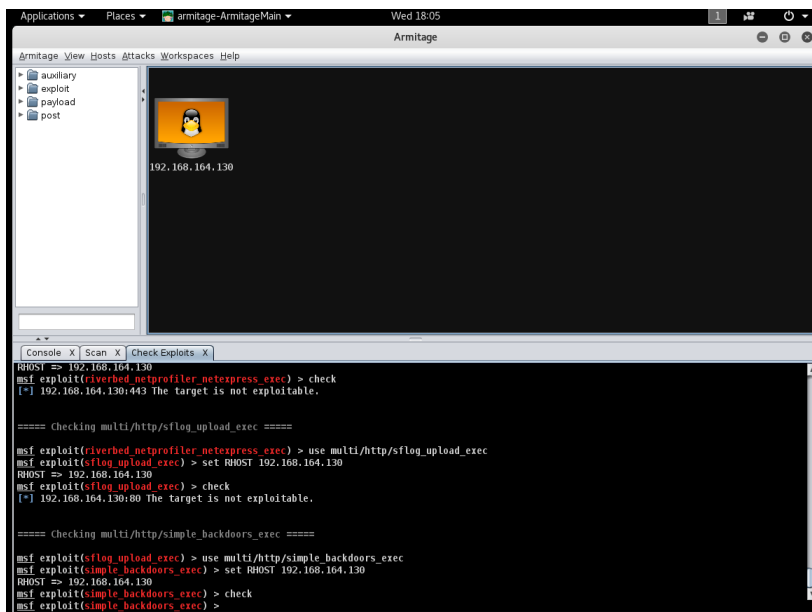 Applications Places armitage-ArmitageMain Wed 18:05 1
Armitage
Armitage View Hosts Attacks Workspaces Help
auxiliary
exploit
payload
post
192.168.164.130
Console X Scan X Check Exploits X
RHOST => 192.168.164.130
msf exploit(riverbed_netprofiler_netexpress_exec) > check
[*] 192.168.164.130:443 The target is not exploitable.
===== Checking multi/http/sflog_upload_exec =====
msf exploit(riverbed_netprofiler_netexpress_exec) > use multi/http/sflog_upload_exec
msf exploit(sflog_upload_exec) > set RHOST 192.168.164.130
RHOST => 192.168.164.130
msf exploit(sflog_upload_exec) > check
[*] 192.168.164.130:80 The target is not exploitable.
===== Checking multi/http/simple_backdoors_exec =====
msf exploit(sflog_upload_exec) > use multi/http/simple_backdoors_exec
msf exploit(simple_backdoors_exec) > set RHOST 192.168.164.130
RHOST => 192.168.164.130
msf exploit(simple_backdoors_exec) > check
msf exploit(simple_backdoors_exec) >